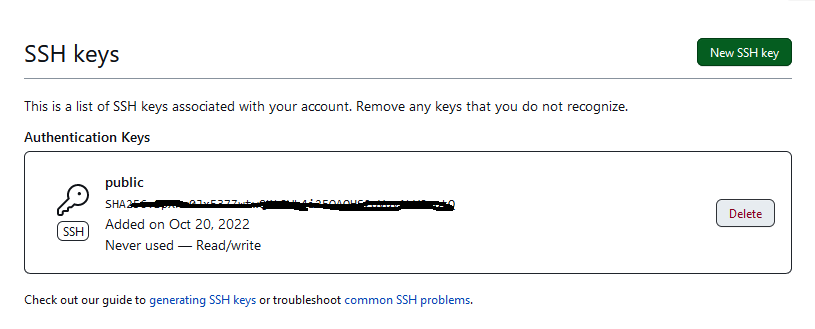 SSH keys
New SSH key
This is a list of SSH keys associated with your account. Remove any keys that you do not recognize.
Authentication Keys
public
SSH
Added on Oct 20, 2022
Never used — Read/write
Delete
Check out our guide to generating SSH keys or troubleshoot common SSH problems.